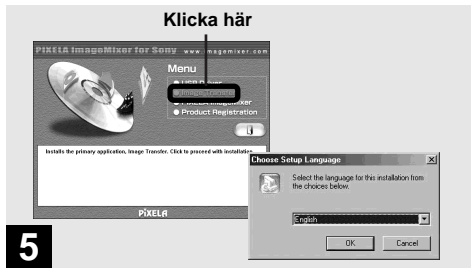 Klicka här
PIXELA ImageMixer for Sony www.imagemixer.com
Menu
USB Driver
Image Transfer
PIXELA ImageMixer
Product Registration
Installs the primary application, Image Transfer. Click to proceed with installation.
PIXELA
Choose Setup Language
Select the language for this installation from
the choices below.
English
OK Cancel
5